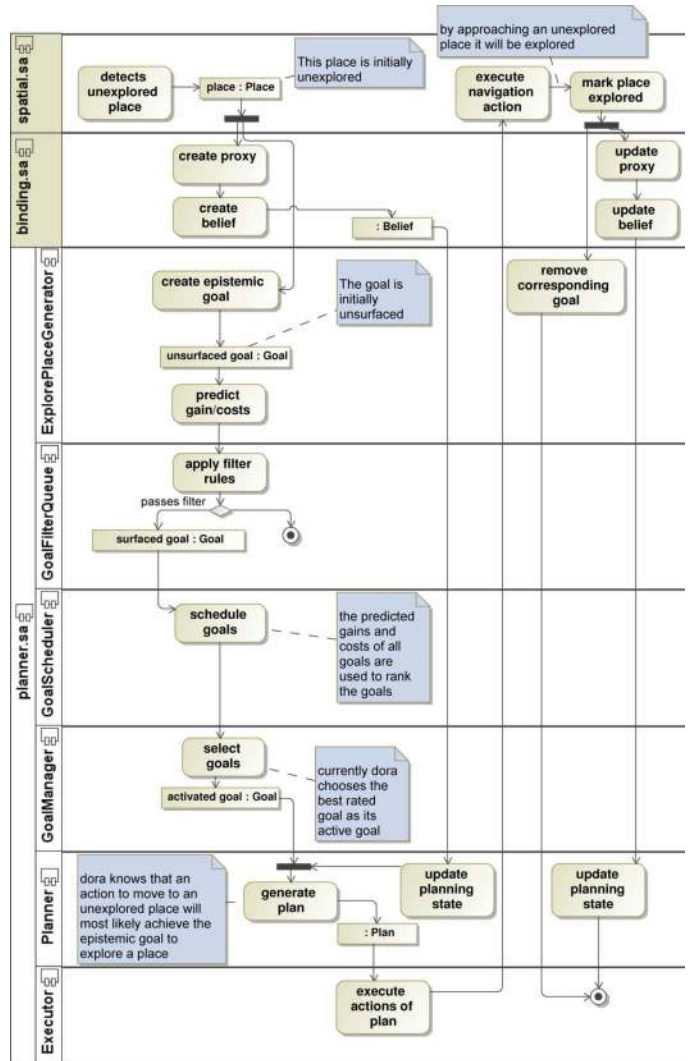 by approaching an unexplored
place it will be explored
spatial.sa
detects
unexplored
place
place : Place
This place is initially
unexplored
execute
navigation
action
mark place
explored
binding.sa
create proxy
create
belief
: Belief
update
proxy
update
belief
planner.sa
ExplorePlaceGenerator
create epistemic
goal
The goal is
initially
unsurfaced
remove
corresponding
goal
unsurfaced goal : Goal
predict
gain/costs
GoalFilterQueue
apply filter
rules
passes filter
surfaced goal : Goal
GoalScheduler
schedule
goals
the predicted
gains and
costs of all
goals are
used to rank
the goals
GoalManager
select
goals
activated goal : Goal
currently dora
chooses the
best rated
goal as its
active goal
Planner
dora knows that an
action to move to an
unexplored place will
most likely achieve the
epistemic goal to
explore a place
generate
plan
update
planning
state
update
planning
state
: Plan
Executor
execute
actions of
plan